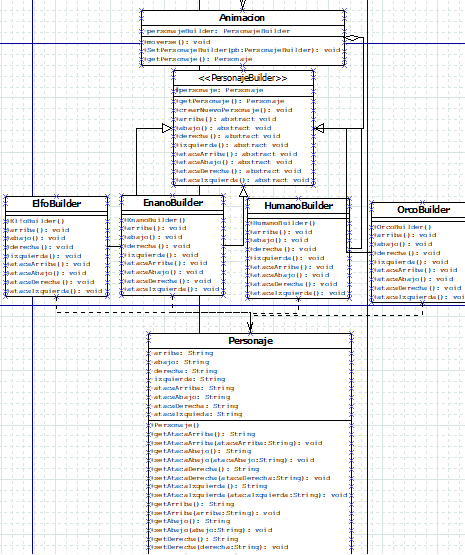 Animacion
-personajeBuilder: PersonajeBuilder
+moverse(): void
+SetPersonajeBuilder(pb:PersonajeBuilder): void
+getPersonaje(): Personaje
<<PersonajeBuilder>>
#personaje: Personaje
+getPersonaje(): Personaje
+crearNuevoPersonaje(): void
+arriba(): abstract void
+abajo(): abstract void
+derecha(): abstract void
+izquierda(): abstract void
+atacaArriba(): abstract void
+atacaAbajo(): abstract void
+atacaDerecha(): abstract void
+atacaIzquierda(): abstract void
ElfoBuilder
+ElfoBuilder()
+arriba(): void
+abajo(): void
+derecha(): void
+izquierda(): void
+atacaArriba(): void
+atacaAbajo(): void
+atacaDerecha(): void
+atacaIzquierda(): void
EnanoBuilder
+EnanoBuilder()
+arriba(): void
+abajo(): void
+derecha(): void
+izquierda(): void
+atacaArriba(): void
+atacaAbajo(): void
+atacaDerecha(): void
+atacaIzquierda(): void
HumanoBuilder
+HumanoBuilder()
+arriba(): void
+abajo(): void
+derecha(): void
+izquierda(): void
+atacaArriba(): void
+atacaAbajo(): void
+atacaDerecha(): void
+atacaIzquierda(): void
OrcoBuilder
+OrcoBuilder()
+arriba(): void
+abajo(): void
+derecha(): void
+izquierda(): void
+atacaArriba(): void
+atacaAbajo(): void
+atacaDerecha(): void
+atacaIzquierda(): void
Personaje
-arriba: String
-abajo: String
-derecha: String
-izquierda: String
-atacaArriba: String
-atacaAbajo: String
-atacaDerecha: String
-atacaIzquieda: String
+Personaje()
+getAtacaArriba(): String
+setAtacaArriba(atacaArriba:String): void
+getAtacaAbajo(): String
+setAtacaAbajo(atacaAbajo:String): void
+getAtacaDerecha(): String
+setAtacaDerecha(atacaDerecha:String): void
+getAtacaIzquierda(): String
+setAtacaIzquierda(atacaIzquierda:String): void
+getArriba(): String
+setArriba(arriba:String): void
+getAbajo(): String
+setAbajo(abajo:String): void
+getDerecha(): String
+setDerecha(derecha:String): void